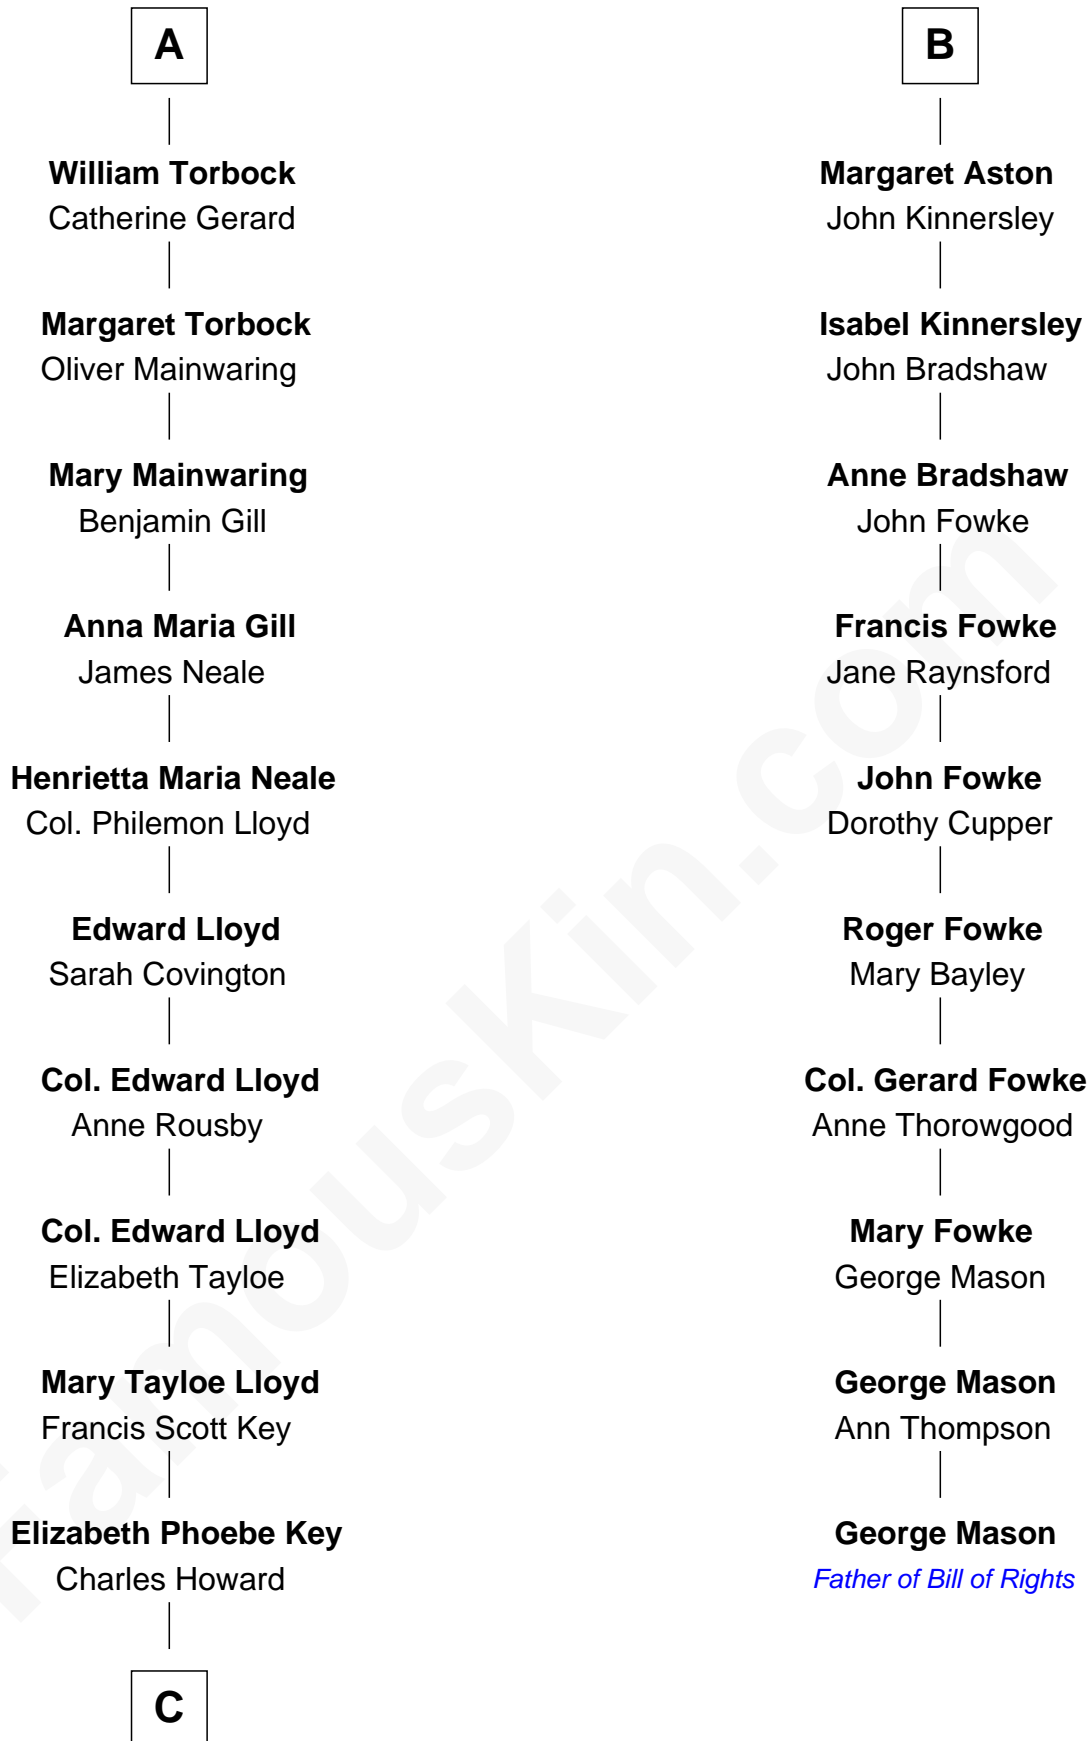 A
William Torbock
Catherine Gerard
Margaret Torbock
Oliver Mainwaring
Mary Mainwaring
Benjamin Gill
Anna Maria Gill
James Neale
Henrietta Maria Neale
Col. Philemon Lloyd
Edward Lloyd
Sarah Covington
Col. Edward Lloyd
Anne Rousby
Col. Edward Lloyd
Elizabeth Tayloe
Mary Tayloe Lloyd
Francis Scott Key
Elizabeth Phoebe Key
Charles Howard
C
B
Margaret Aston
John Kinnersley
Isabel Kinnersley
John Bradshaw
Anne Bradshaw
John Fowke
Francis Fowke
Jane Raynsford
John Fowke
Dorothy Cupper
Roger Fowke
Mary Bayley
Col. Gerard Fowke
Anne Thorowgood
Mary Fowke
George Mason
George Mason
Ann Thompson
George Mason
Father of Bill of Rights
FamousKin.com